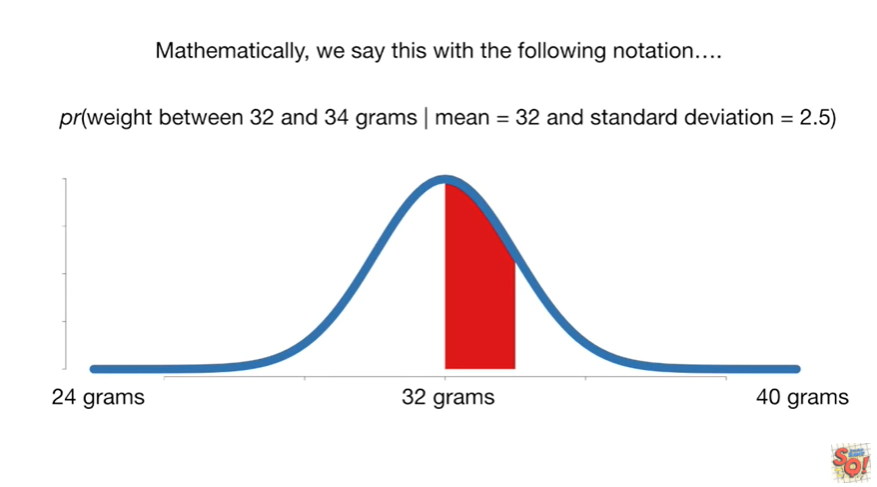 Mathematically, we say this with the following notation….
pr(weight between 32 and 34 grams | mean = 32 and standard deviation = 2.5)
24 grams
32 grams
40 grams
SQ!